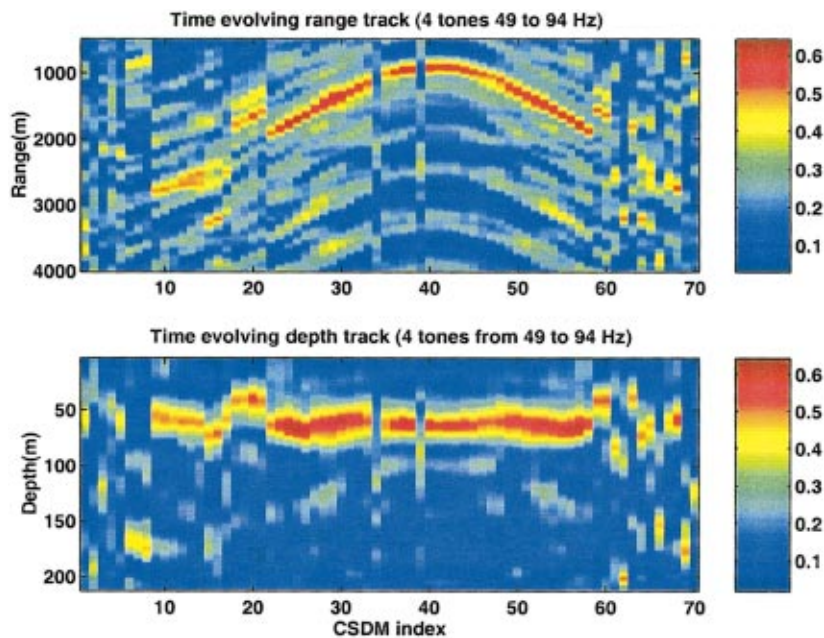 Time evolving range track (4 tones 49 to 94 Hz)
Range(m)
1000
2000
3000
4000
10 20 30 40 50 60 70
0.6
0.5
0.4
0.3
0.2
0.1
Time evolving depth track (4 tones from 49 to 94 Hz)
Depth(m)
50
100
150
200
10 20 30 40 50 60 70
CSDM index
0.6
0.5
0.4
0.3
0.2
0.1